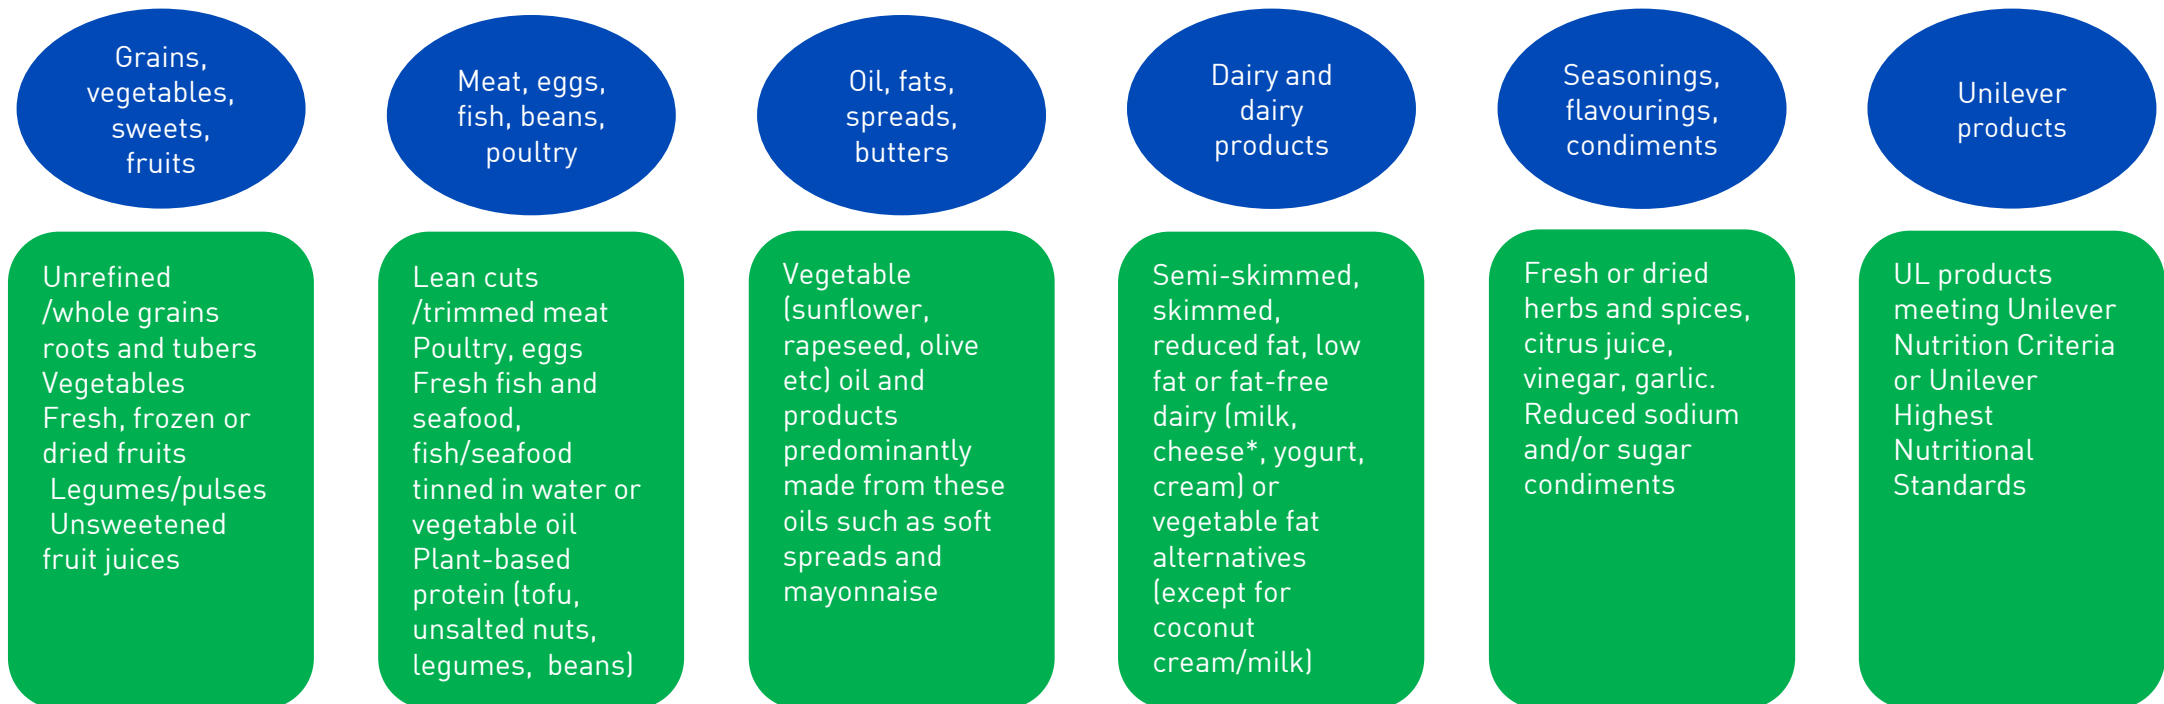 Grains,
vegetables,
sweets,
fruits
Unrefined
/whole grains
roots and tubers
Vegetables
Fresh, frozen or
dried fruits
Legumes/pulses
Unsweetened
fruit juices
Meat, eggs,
fish, beans,
poultry
Lean cuts
/trimmed meat
Poultry, eggs
Fresh fish and
seafood,
fish/seafood
tinned in water or
vegetable oil
Plant-based
protein (tofu,
unsalted nuts,
legumes, beans)
Oil, fats,
spreads,
butters
Vegetable
(sunflower,
rapeseed, olive
etc) oil and
products
predominantly
made from these
oils such as soft
spreads and
mayonnaise
Dairy and
dairy
products
Semi-skimmed,
skimmed,
reduced fat, low
fat or fat-free
dairy (milk,
cheese*, yogurt,
cream) or
vegetable fat
alternatives
(except for
coconut
cream/milk)
Seasonings,
flavourings,
condiments
Fresh or dried
herbs and spices,
citrus juice,
vinegar, garlic.
Reduced sodium
and/or sugar
condiments
Unilever
products
UL products
meeting Unilever
Nutrition Criteria
or Unilever
Highest
Nutritional
Standards